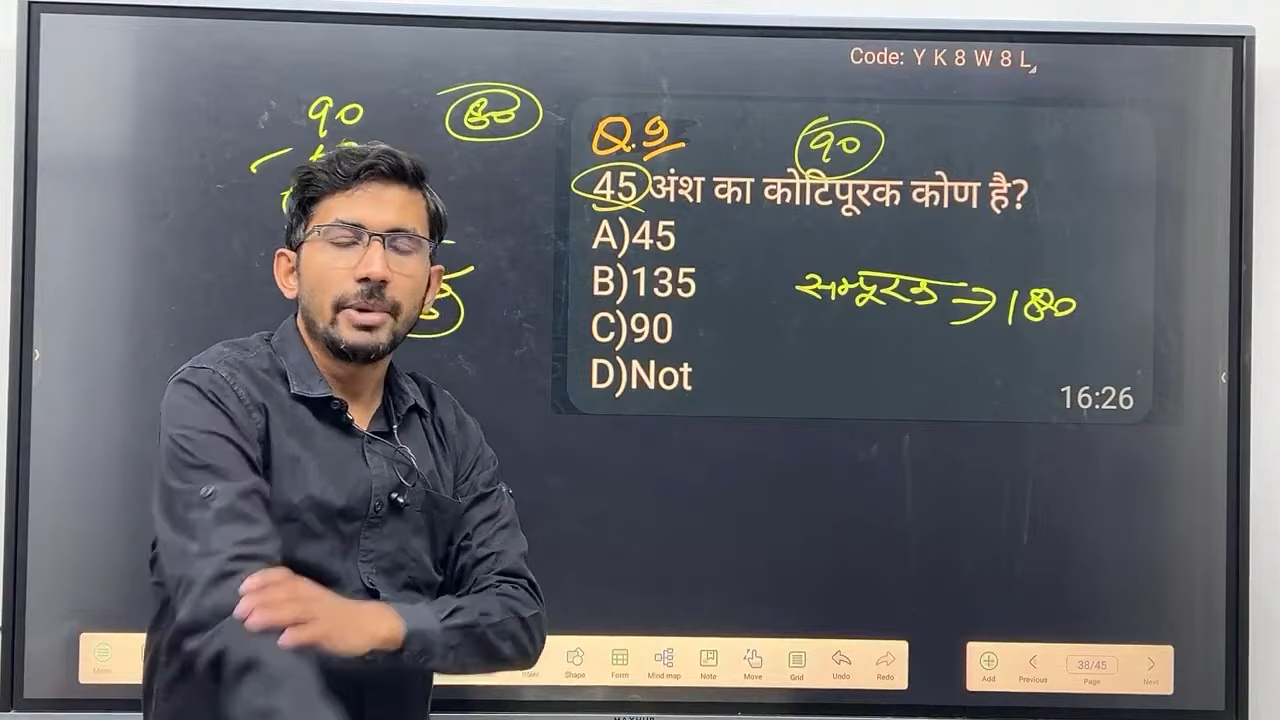 Code: Y K 8 W 8 L
90
Q.9
90
45 अंश का कोटिपूरक कोण है?
A)45
B)135
सम्पूरक → 180
C)90
D)Not
16:26
Shape
Form
Mind map
Note
Move
Grid
Undo
Redo
Add
Previous
38/45
Page
Next
MAXHUB